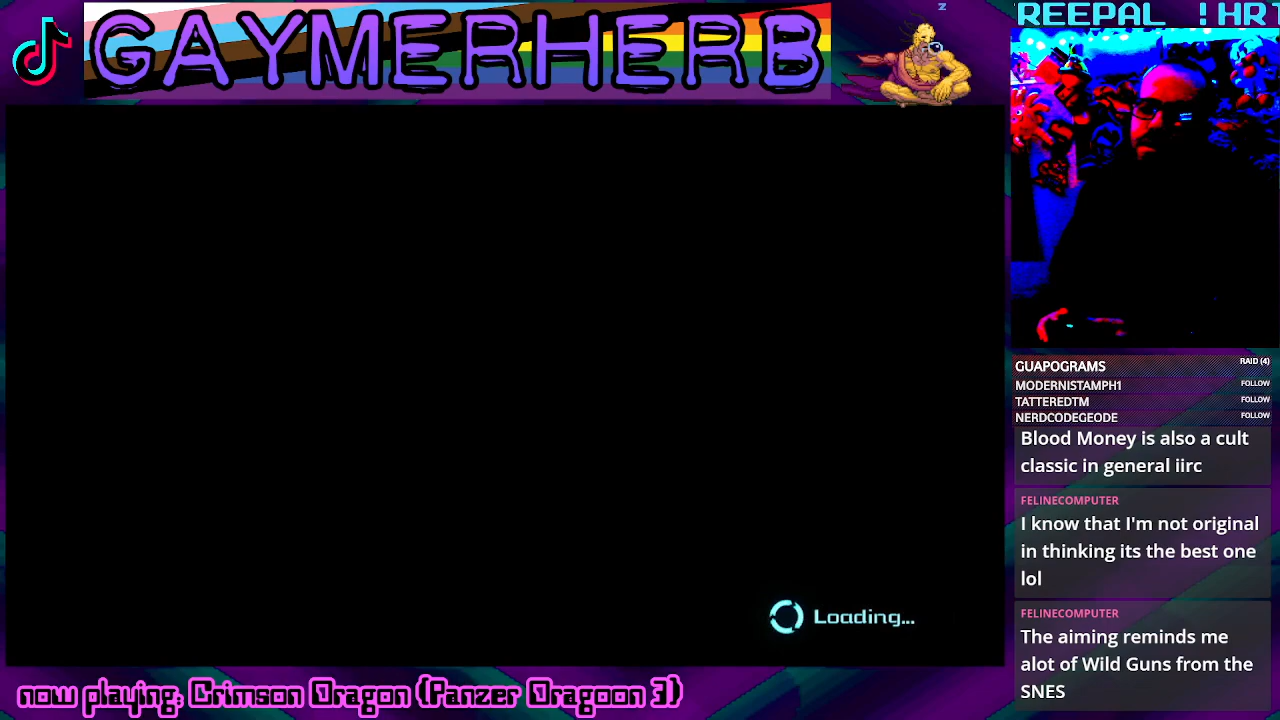 GAYMERHERB
z
REEPAL !HR
Loading...
GUAPOGRAMS RAID (4)
MODERNISTAMPH1 FOLLOW
TATTEREDTM FOLLOW
NERDCODEGEODE FOLLOW
Blood Money is also a cult
classic in general iirc
FELINECOMPUTER
I know that I'm not original
in thinking its the best one
lol
FELINECOMPUTER
The aiming reminds me
alot of Wild Guns from the
SNES
now playing: Crimson Dragon (Panzer Dragoon 3)